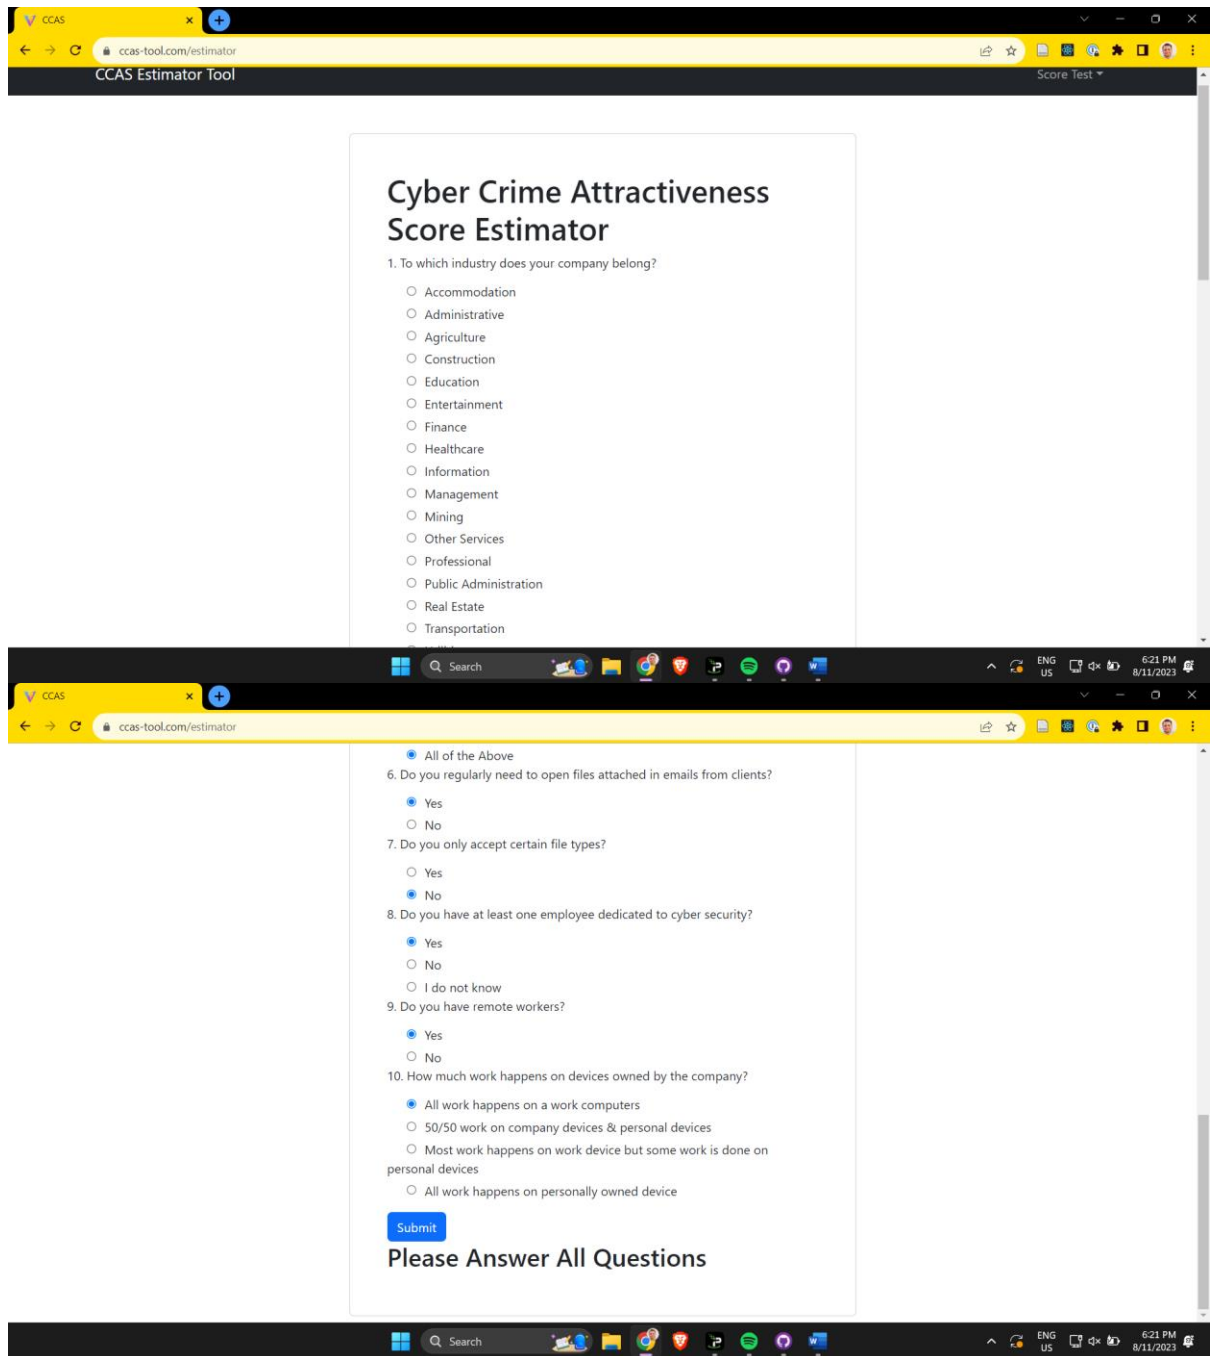 CCAS
ccas-tool.com/estimator
CCAS Estimator Tool
Score Test
Cyber Crime Attractiveness
Score Estimator
1. To which industry does your company belong?
Accommodation
Administrative
Agriculture
Construction
Education
Entertainment
Finance
Healthcare
Information
Management
Mining
Other Services
Professional
Public Administration
Real Estate
Transportation
Search
ENG
US
6:21 PM
8/11/2023
CCAS
ccas-tool.com/estimator
All of the Above
6. Do you regularly need to open files attached in emails from clients?
Yes
No
7. Do you only accept certain file types?
Yes
No
8. Do you have at least one employee dedicated to cyber security?
Yes
No
I do not know
9. Do you have remote workers?
Yes
No
10. How much work happens on devices owned by the company?
All work happens on a work computers
50/50 work on company devices & personal devices
Most work happens on work device but some work is done on
personal devices
All work happens on personally owned device
Submit
Please Answer All Questions
Search
ENG
US
6:21 PM
8/11/2023